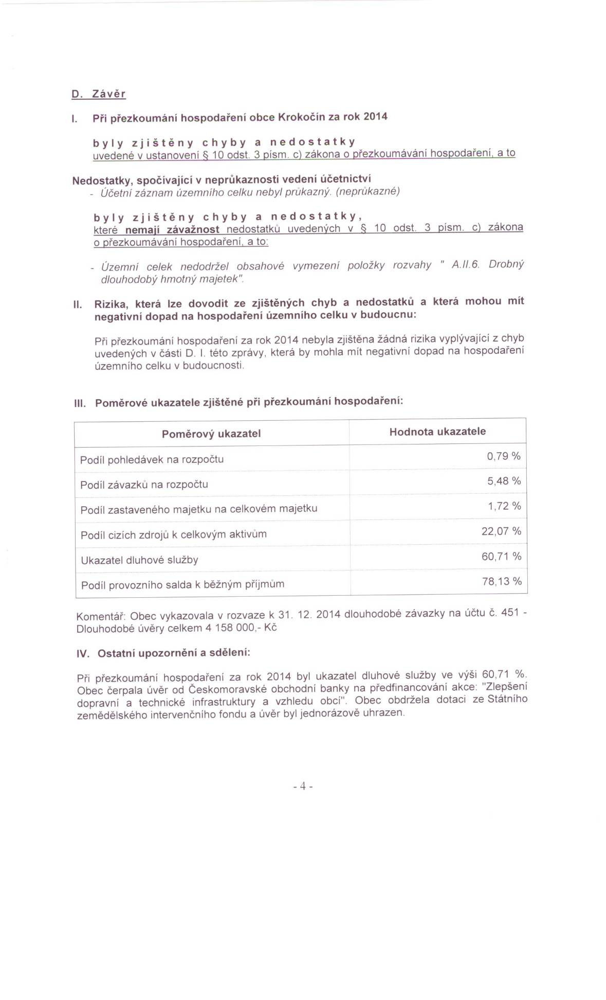 D. Závěr
I. Při přezkoumání hospodaření obce Krokočín za rok 2014
byly zjištěny chyby a nedostatky
uvedené v ustanovení § 10 odst. 3 písm. c) zákona o přezkoumávání hospodaření, a to
Nedostatky, spočívající v neprůkaznosti vedení účetnictví
- Účetní záznam územního celku nebyl průkazný. (neprůkazné)
byly zjištěny chyby a nedostatky,
které nemají závažnost nedostatků uvedených v § 10 odst. 3 písm. c) zákona
o přezkoumávání hospodaření, a to:
- Územní celek nedodržel obsahové vymezení položky rozvahy " A.II.6. Drobný
dlouhodobý hmotný majetek".
II. Rizika, která lze dovodit ze zjištěných chyb a nedostatků a která mohou mít
negativní dopad na hospodaření územního celku v budoucnu:
Při přezkoumání hospodaření za rok 2014 nebyla zjištěna žádná rizika vyplývající z chyb
uvedených v části D. I. této zprávy, která by mohla mít negativní dopad na hospodaření
územního celku v budoucnosti.
III. Poměrové ukazatele zjištěné při přezkoumání hospodaření:
Poměrový ukazatel Hodnota ukazatele
Podíl pohledávek na rozpočtu 0,79 %
Podíl závazků na rozpočtu 5,48 %
Podíl zastaveného majetku na celkovém majetku 1,72 %
Podíl cizích zdrojů k celkovým aktivům 22,07 %
Ukazatel dluhové služby 60,71 %
Podíl provozního salda k běžným příjmům 78,13 %
Komentář: Obec vykazovala v rozvaze k 31. 12. 2014 dlouhodobé závazky na účtu č. 451 -
Dlouhodobé úvěry celkem 4 158 000,- Kč
IV. Ostatní upozornění a sdělení:
Při přezkoumání hospodaření za rok 2014 byl ukazatel dluhové služby ve výši 60,71 %.
Obec čerpala úvěr od Českomoravské obchodní banky na předfinancování akce: "Zlepšení
dopravní a technické infrastruktury a vzhledu obcí". Obec obdržela dotaci ze Státního
zemědělského intervenčního fondu a úvěr byl jednorázově uhrazen.
- 4 -